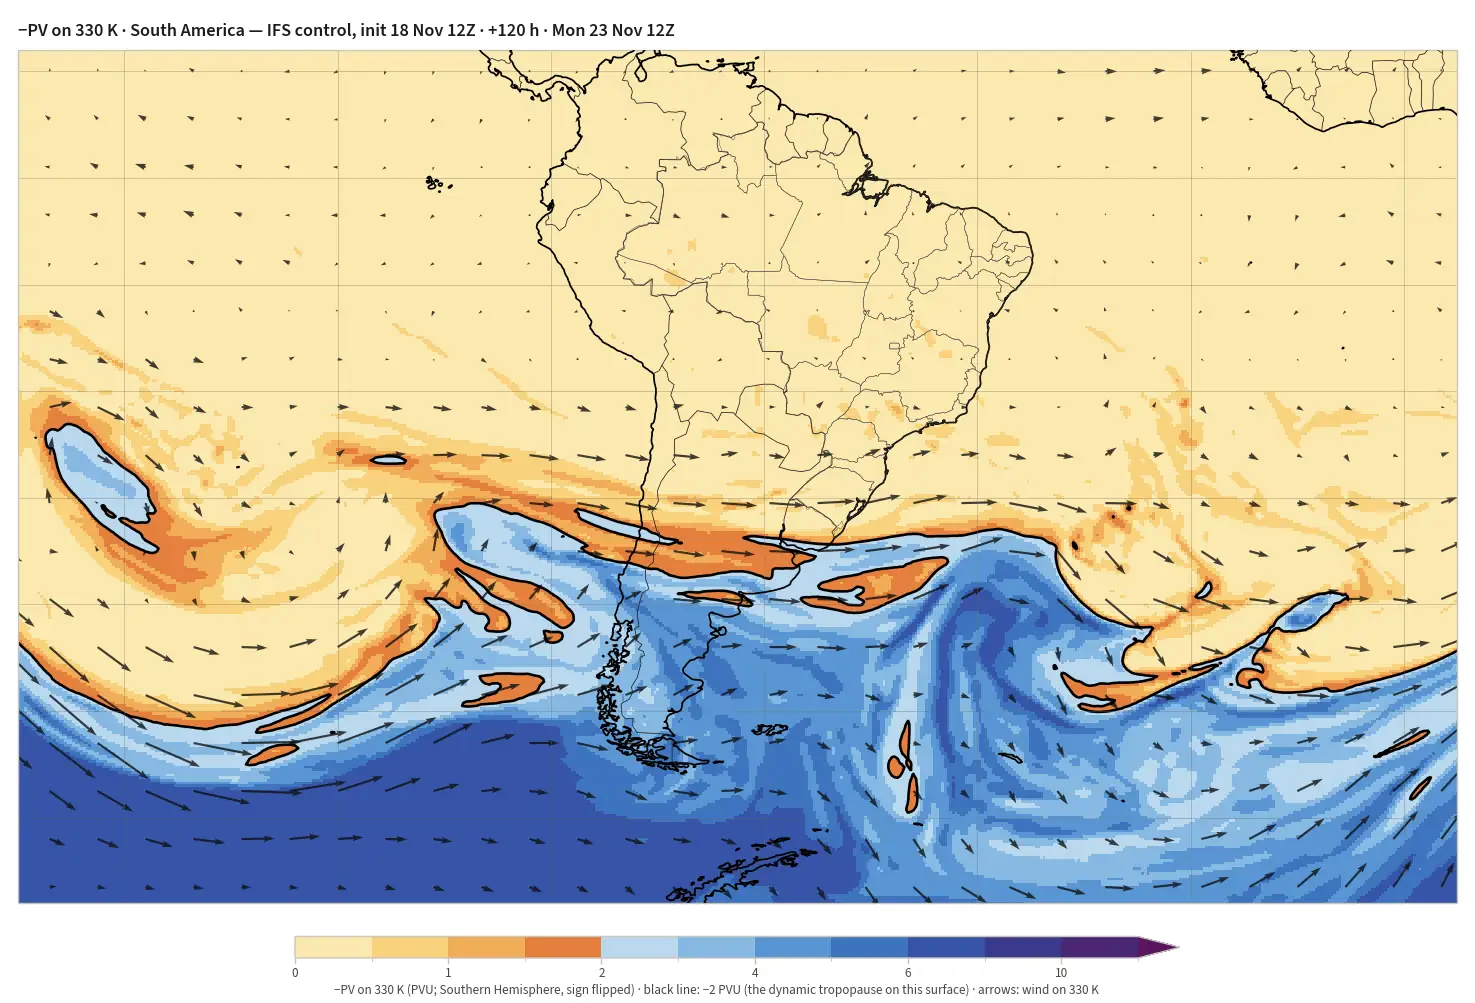 −PV on 330 K · South America — IFS control, init 18 Nov 12Z · +120 h · Mon 23 Nov 12Z
0 1 2 4 6 10
−PV on 330 K (PVU; Southern Hemisphere, sign flipped) · black line: −2 PVU (the dynamic tropopause on this surface) · arrows: wind on 330 K